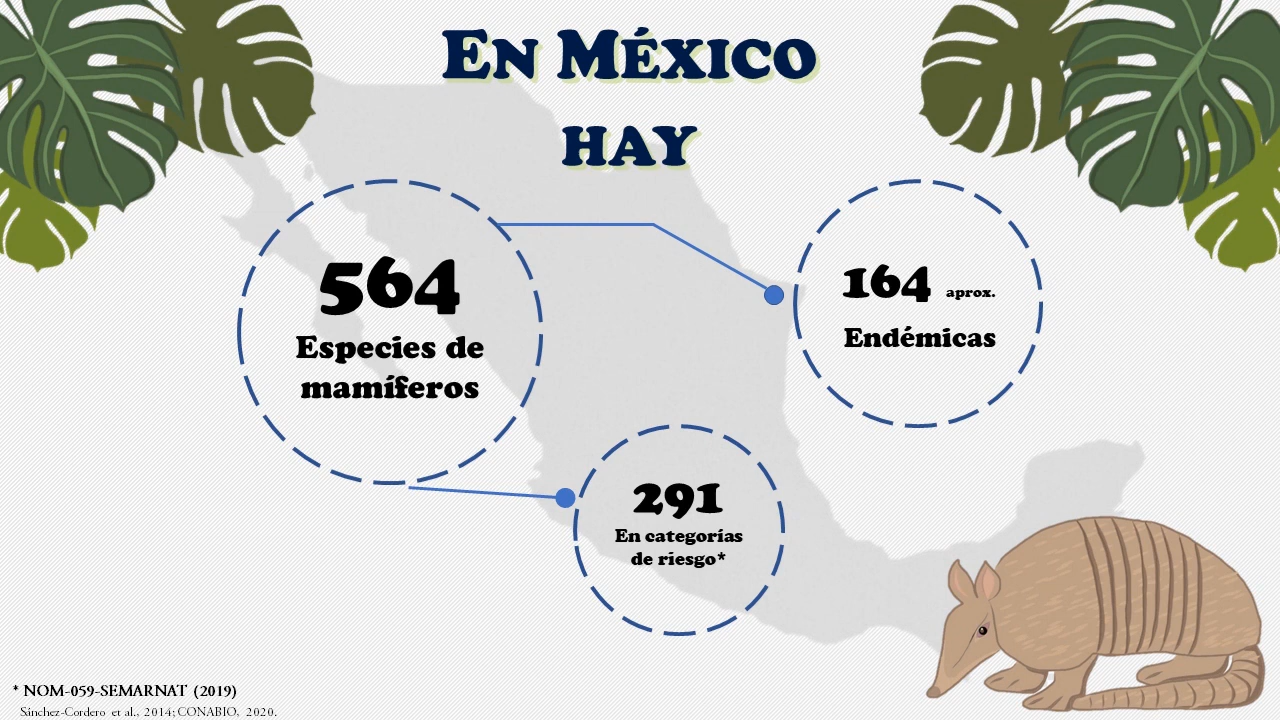 En México
hay
564
Especies de
mamíferos
164 aprox.
Endémicas
291
En categorías
de riesgo*
* NOM-059-SEMARNAT (2019)
Sánchez-Cordero et al., 2014; CONABIO, 2020.